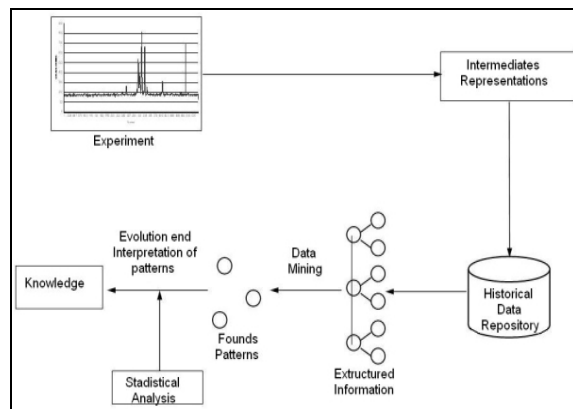 Experiment
Intermediates
Representations
Historical
Data
Repository
Extructured
Information
Data
Mining
Founds
Patterns
Evolution end
Interpretation of
patterns
Stadistical
Analysis
Knowledge